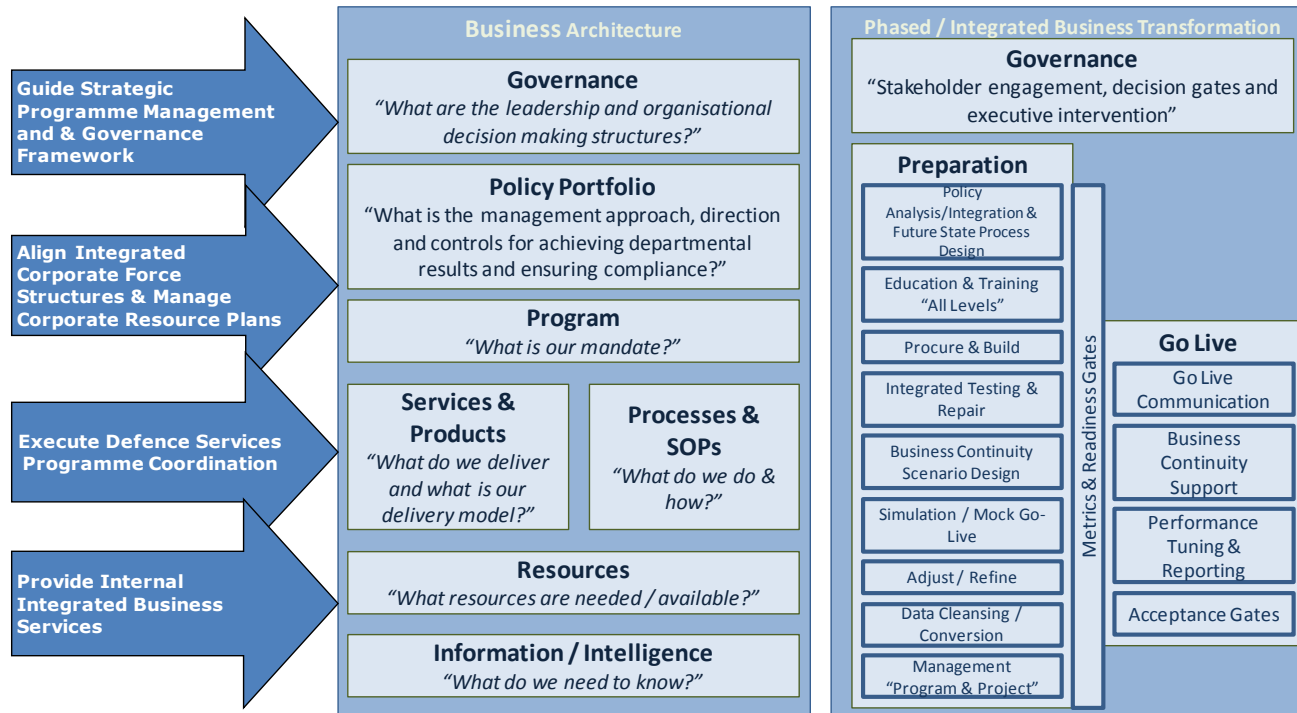 Guide Strategic
Programme Management
and & Governance
Framework
Align Integrated
Corporate Force
Structures & Manage
Corporate Resource Plans
Execute Defence Services
Programme Coordination
Provide Internal
Integrated Business
Services
Business Architecture
Governance
“What are the leadership and organisational
decision making structures?”
Policy Portfolio
“What is the management approach, direction
and controls for achieving departmental
results and ensuring compliance?”
Program
“What is our mandate?”
Services &
Products
“What do we deliver
and what is our
delivery model?”
Processes &
SOPs
“What do we do &
how?”
Resources
“What resources are needed / available?”
Information / Intelligence
“What do we need to know?”
Phased / Integrated Business Transformation
Governance
“Stakeholder engagement, decision gates and
executive intervention”
Preparation
Policy
Analysis/Integration &
Future State Process
Design
Education & Training
“All Levels”
Procure & Build
Integrated Testing &
Repair
Business Continuity
Scenario Design
Simulation / Mock Go-
Live
Adjust / Refine
Data Cleansing /
Conversion
Management
“Program & Project”
Metrics & Readiness Gates
Go Live
Go Live
Communication
Business
Continuity
Support
Performance
Tuning &
Reporting
Acceptance Gates